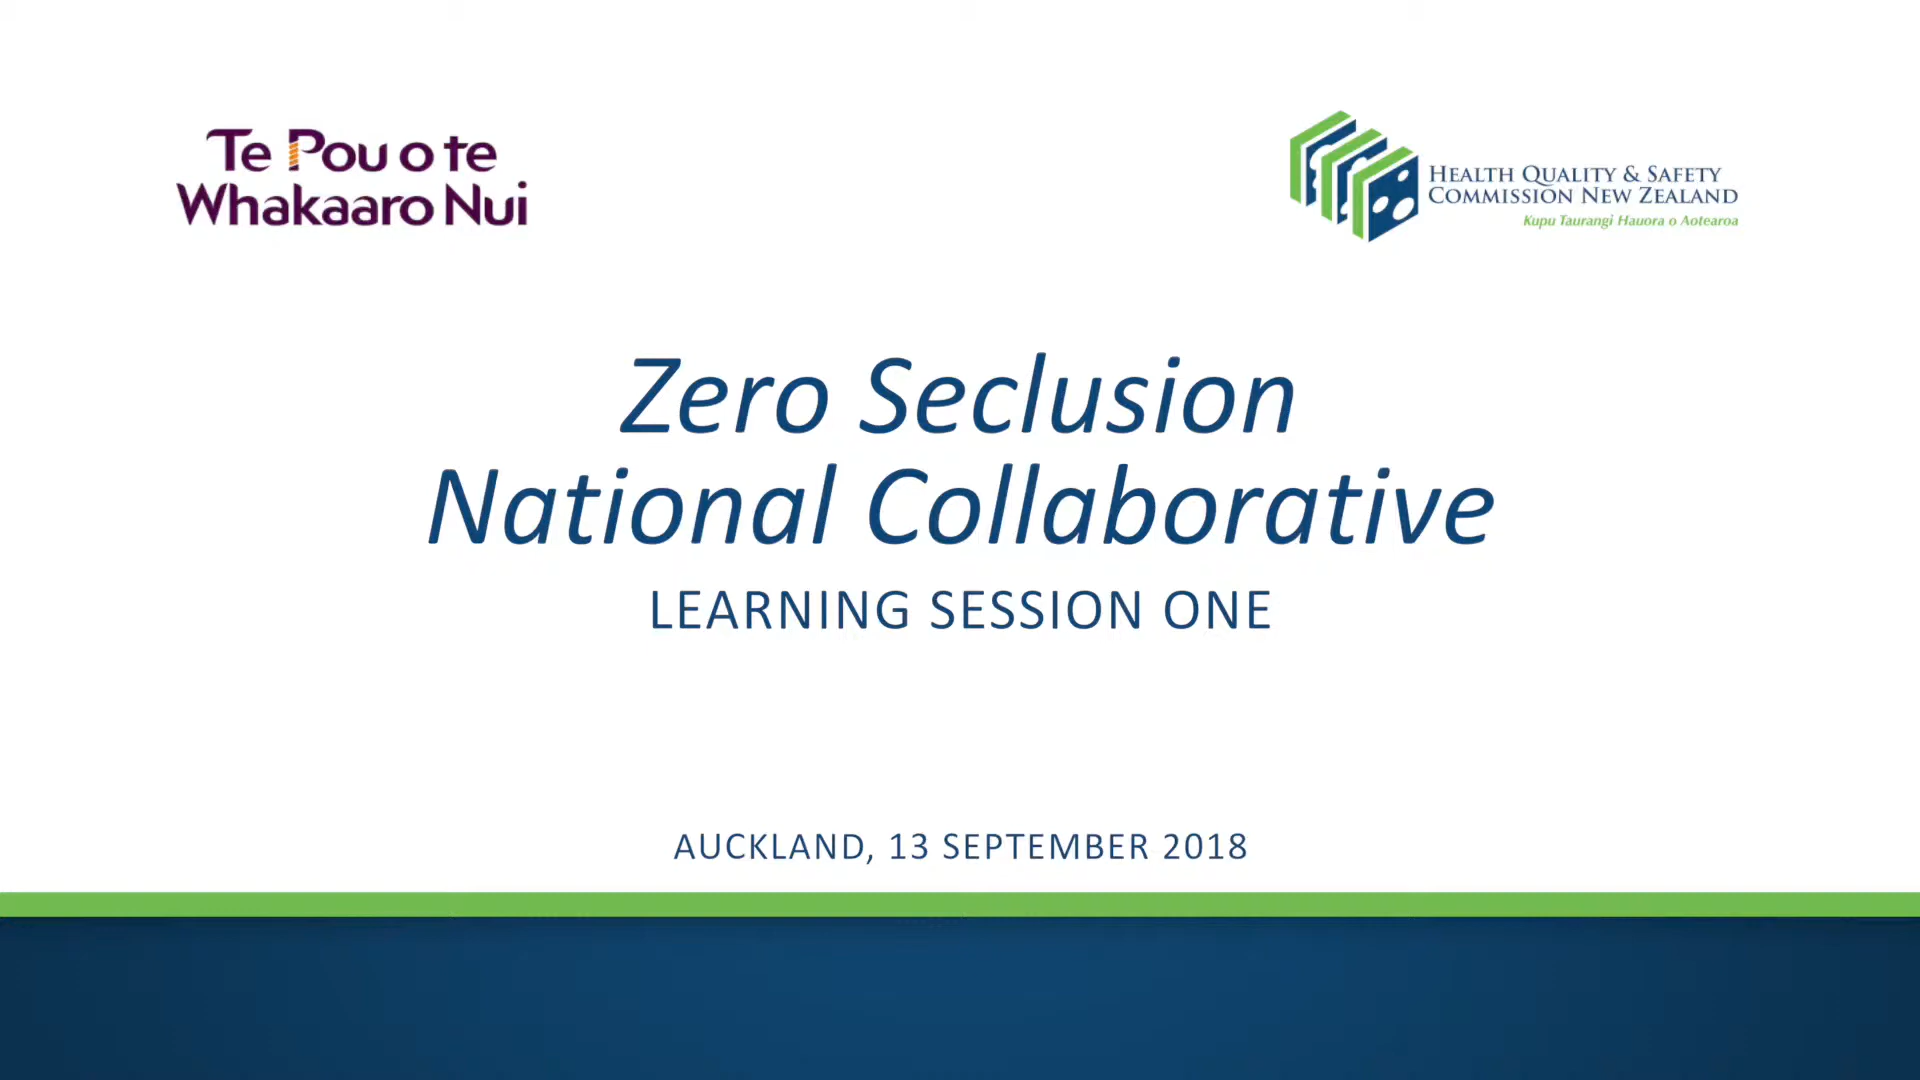 Te Pou o te
Whakaaro Nui
HEALTH QUALITY & SAFETY
COMMISSION NEW ZEALAND
Kupu Taurangi Hauora o Aotearoa
Zero Seclusion
National Collaborative
LEARNING SESSION ONE
AUCKLAND, 13 SEPTEMBER 2018